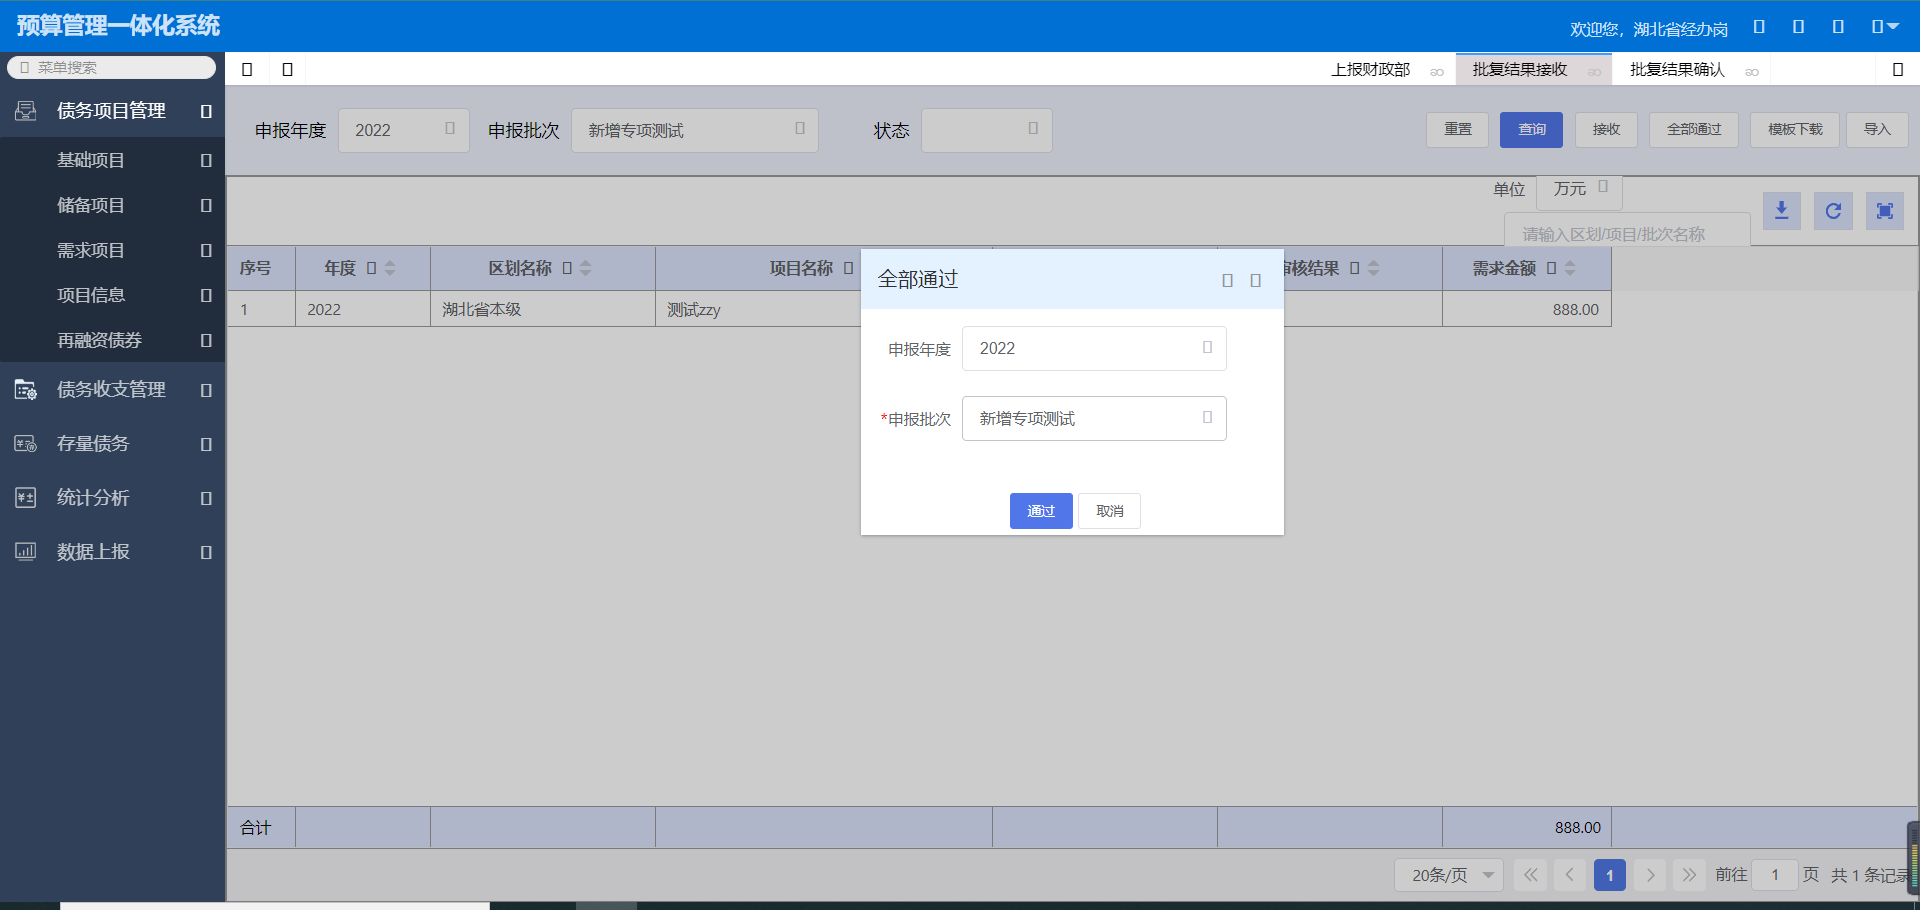 预算管理一体化系统
欢迎您，湖北省经办岗
菜单搜索
上报财政部
批复结果接收
批复结果确认
债务项目管理
基础项目
储备项目
需求项目
项目信息
再融资债券
债务收支管理
存量债务
统计分析
数据上报
申报年度 2022 申报批次 新增专项测试 状态
重置 查询 接收 全部通过 模板下载 导入
单位 万元
请输入区划/项目/批次名称
序号 年度 区划名称 项目名称 审核结果 需求金额
1 2022 湖北省本级 测试zzy 888.00
全部通过
申报年度 2022
*申报批次 新增专项测试
通过 取消
合计 888.00
20条/页 1 前往 1 页 共 1 条记录